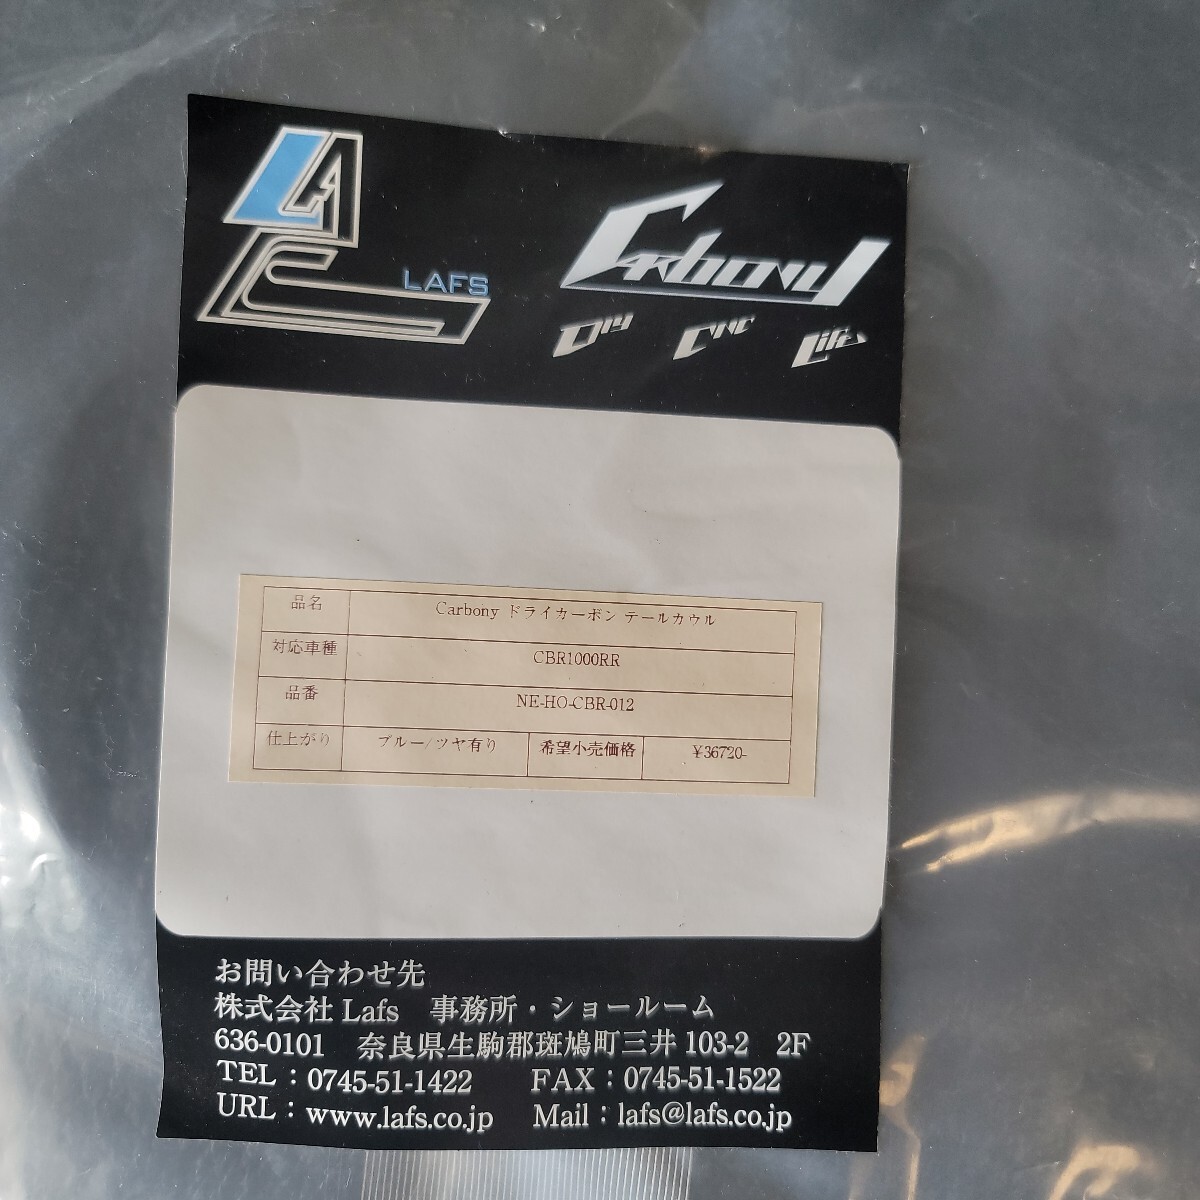 LAFS
Carbony
Diy CNC Life
品名 Carbony ドライカーボン テールカウル
対応車種 CBR1000RR
品番 NE-HO-CBR-012
仕上がり ブルー/ツヤ有り 希望小売価格 ¥36720-
お問い合わせ先
株式会社 Lafs 事務所・ショールーム
636-0101 奈良県生駒郡斑鳩町三井 103-2 2F
TEL：0745-51-1422 FAX：0745-51-1522
URL：www.lafs.co.jp Mail：lafs@lafs.co.jp